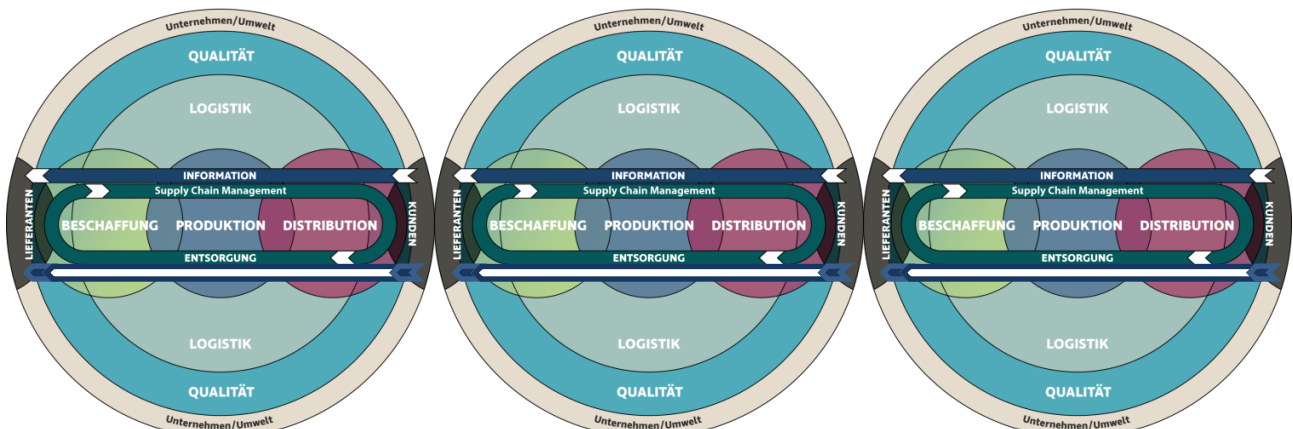 Unternehmen/Umwelt
QUALITÄT
LOGISTIK
INFORMATION
Supply Chain Management
LIEFERANTEN
BESCHAFFUNG PRODUKTION DISTRIBUTION
KUNDEN
ENTSORGUNG
LOGISTIK
QUALITÄT
Unternehmen/Umwelt
Unternehmen/Umwelt
QUALITÄT
LOGISTIK
INFORMATION
Supply Chain Management
LIEFERANTEN
BESCHAFFUNG PRODUKTION DISTRIBUTION
KUNDEN
ENTSORGUNG
LOGISTIK
QUALITÄT
Unternehmen/Umwelt
Unternehmen/Umwelt
QUALITÄT
LOGISTIK
INFORMATION
Supply Chain Management
LIEFERANTEN
BESCHAFFUNG PRODUKTION DISTRIBUTION
KUNDEN
ENTSORGUNG
LOGISTIK
QUALITÄT
Unternehmen/Umwelt